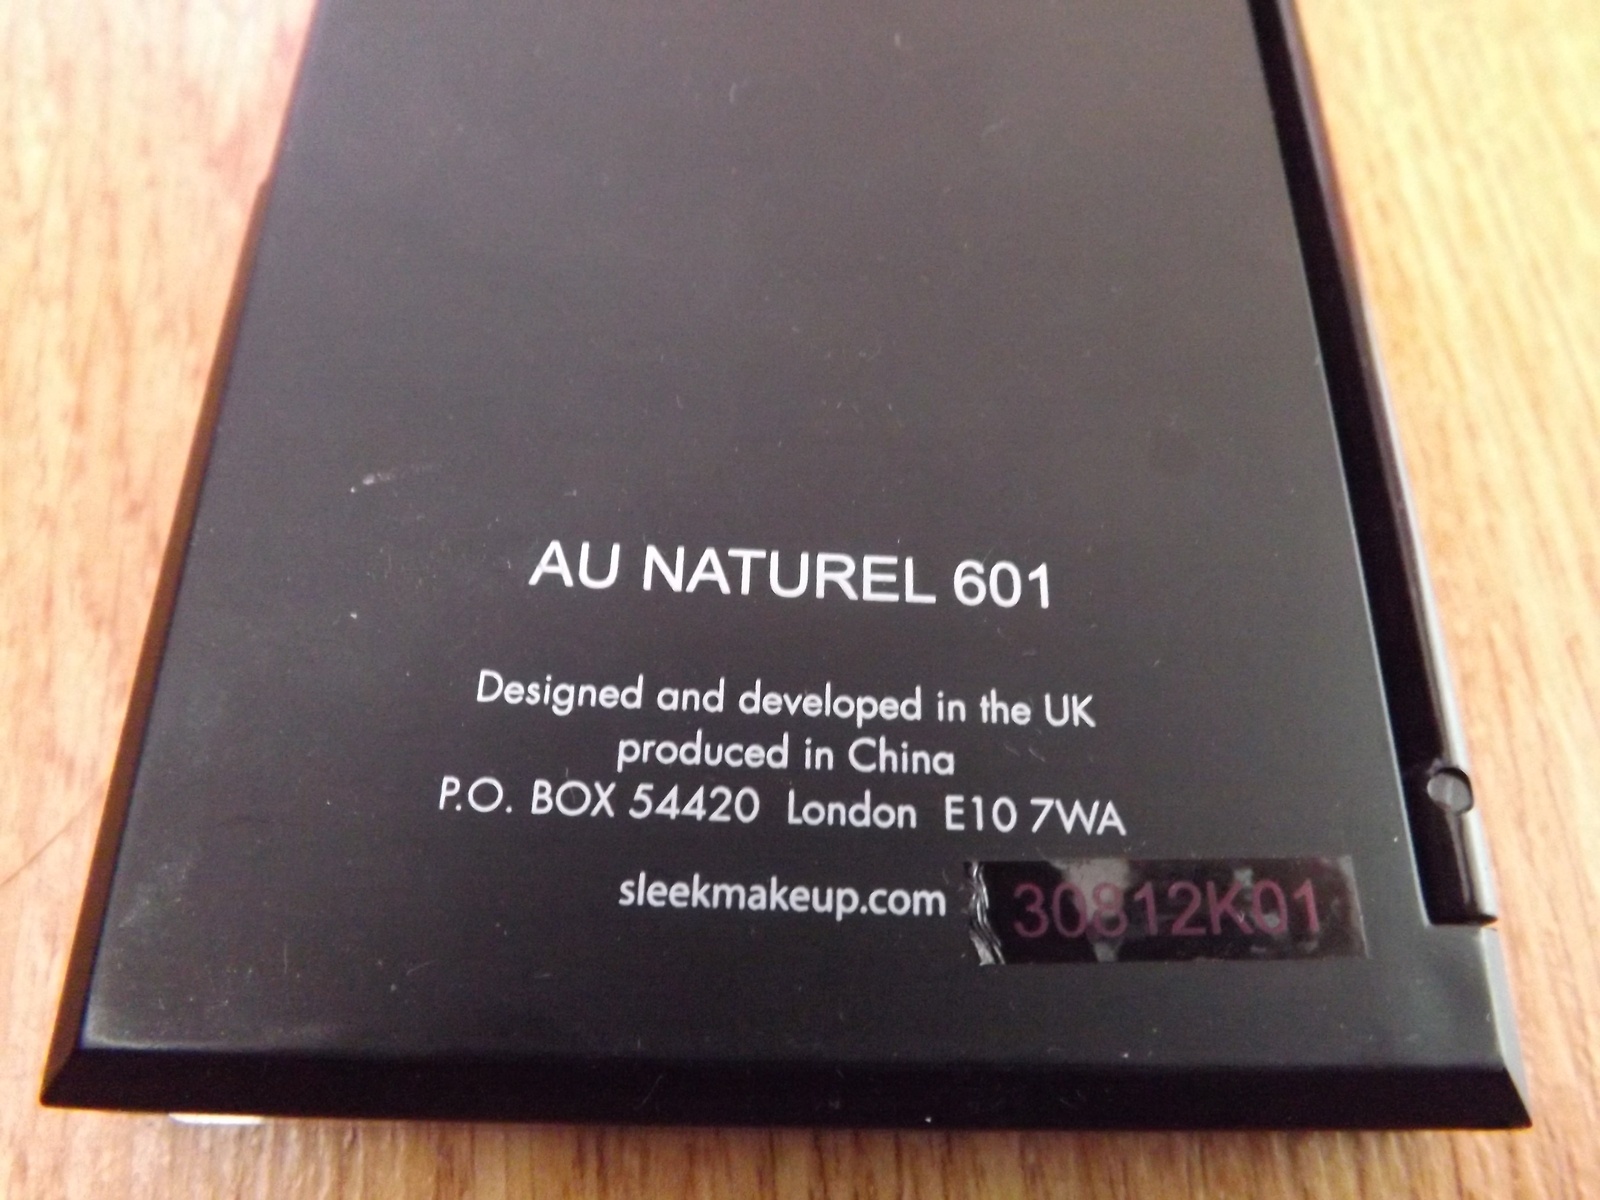 AU NATUREL 601
Designed and developed in the UK
produced in China
P.O. BOX 54420 London E10 7WA
sleekmakeup.com
30812K01